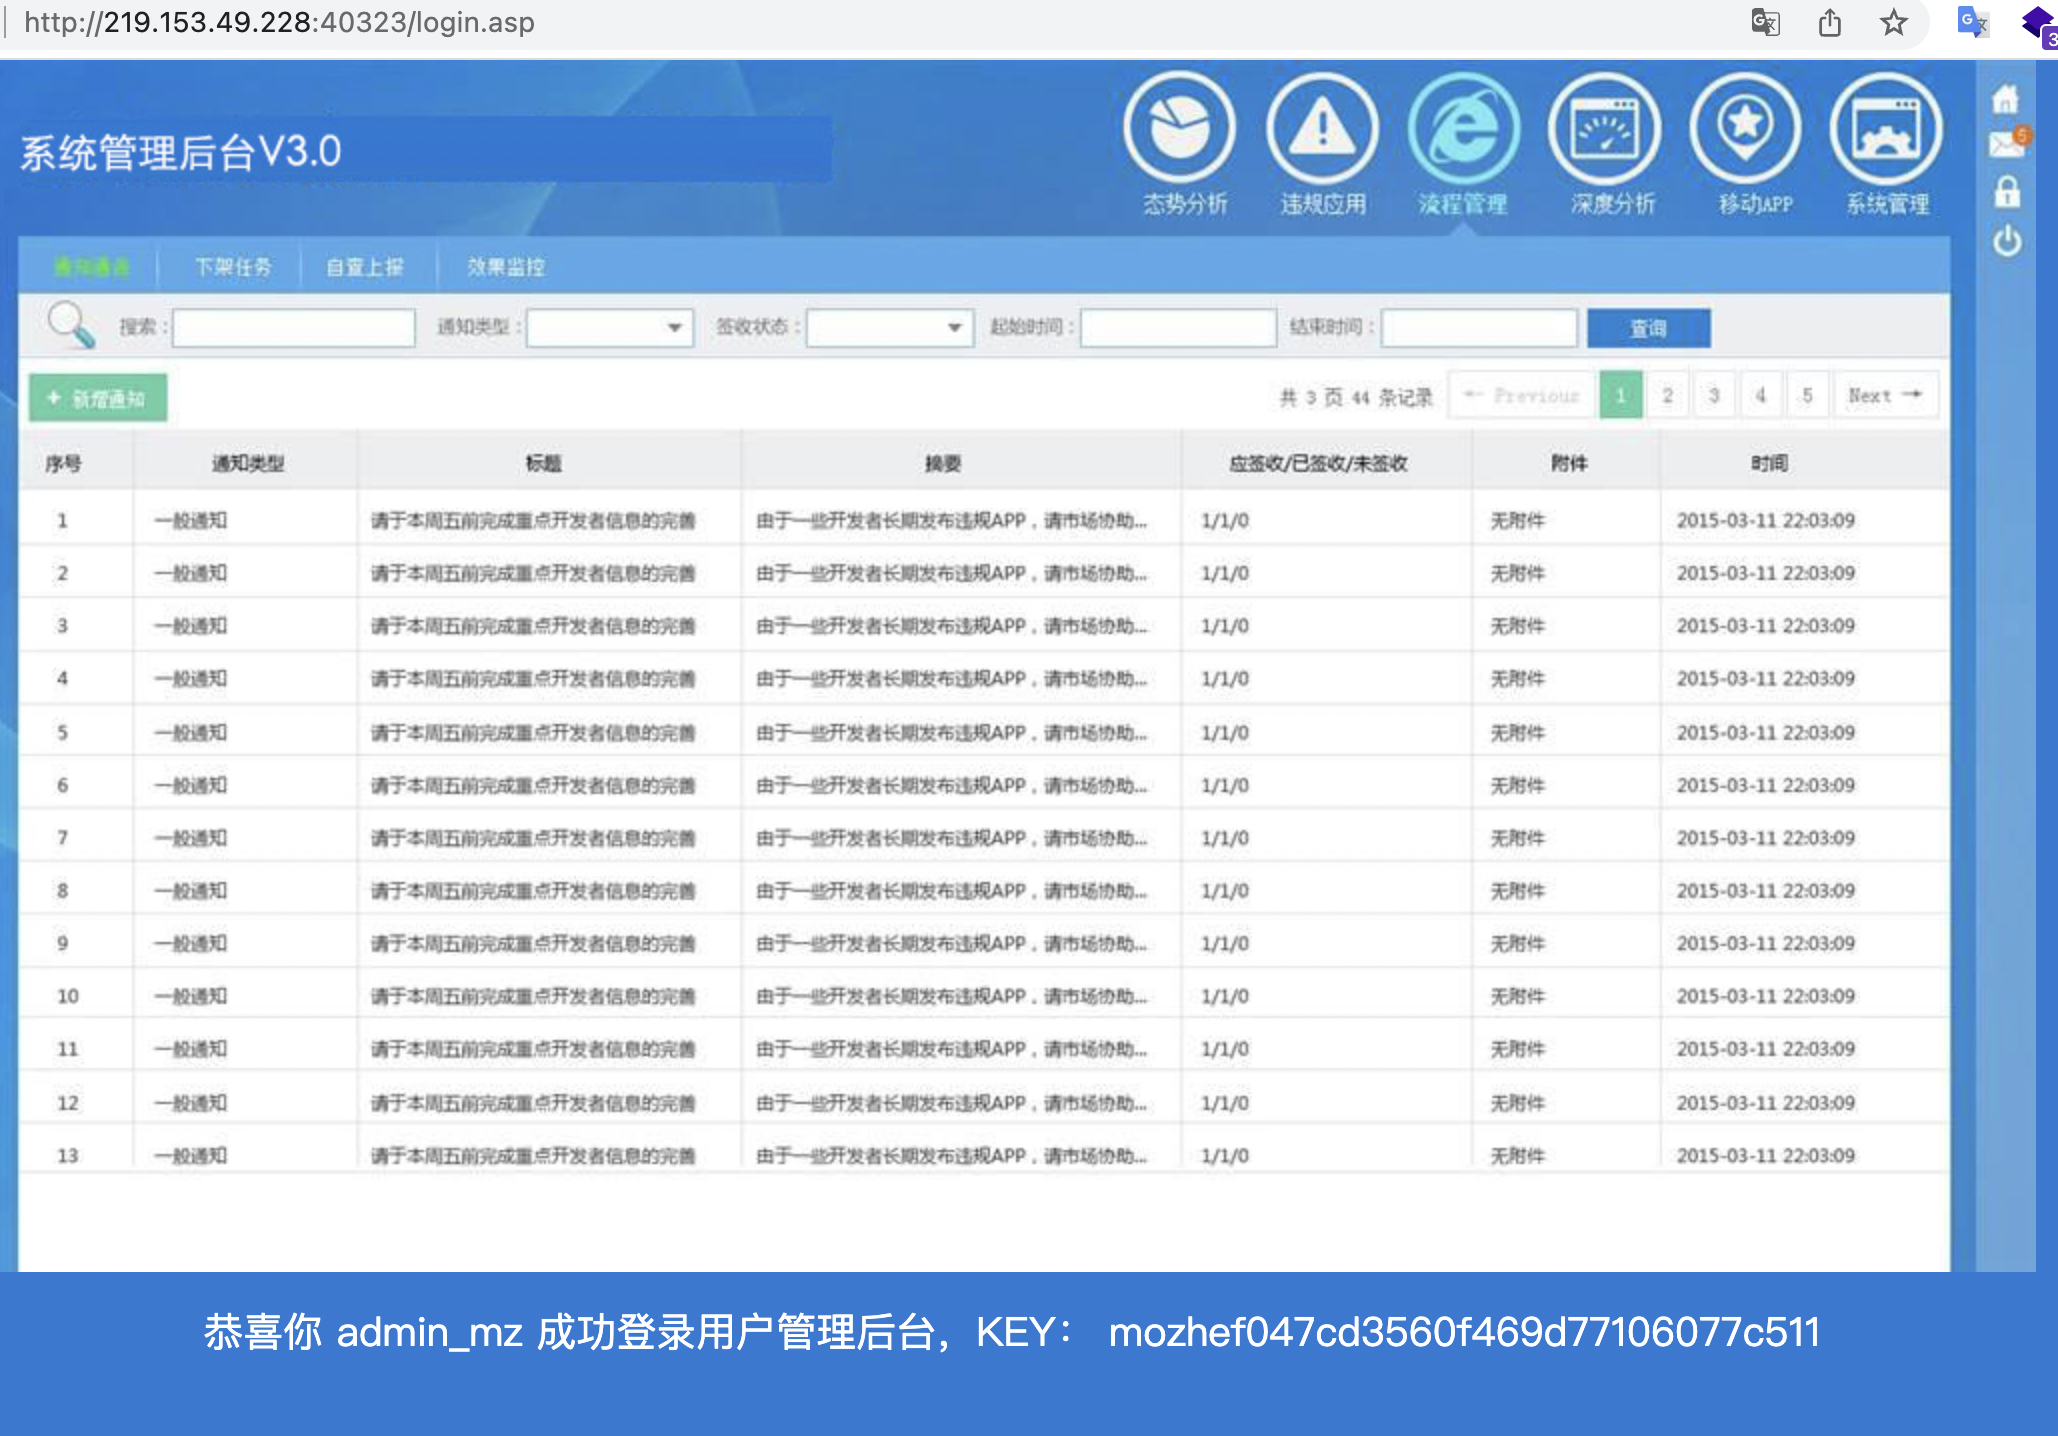 http://219.153.49.228:40323/login.asp
3
系统管理后台V3.0
态势分析 违规应用 流程管理 深度分析 移动APP 系统管理
5
下架任务 自查上报 效果监控
搜索： 通知类型： 签收状态： 起始时间： 结束时间： 查询
+ 新增通知
共 3 页 44 条记录 ← Previous 1 2 3 4 5 Next →
序号 通知类型 标题 摘要 应签收/已签收/未签收 附件 时间
1 一般通知 请于本周五前完成重点开发者信息的完善 由于一些开发者长期发布违规APP，请市场协助... 1/1/0 无附件 2015-03-11 22:03:09
2 一般通知 请于本周五前完成重点开发者信息的完善 由于一些开发者长期发布违规APP，请市场协助... 1/1/0 无附件 2015-03-11 22:03:09
3 一般通知 请于本周五前完成重点开发者信息的完善 由于一些开发者长期发布违规APP，请市场协助... 1/1/0 无附件 2015-03-11 22:03:09
4 一般通知 请于本周五前完成重点开发者信息的完善 由于一些开发者长期发布违规APP，请市场协助... 1/1/0 无附件 2015-03-11 22:03:09
5 一般通知 请于本周五前完成重点开发者信息的完善 由于一些开发者长期发布违规APP，请市场协助... 1/1/0 无附件 2015-03-11 22:03:09
6 一般通知 请于本周五前完成重点开发者信息的完善 由于一些开发者长期发布违规APP，请市场协助... 1/1/0 无附件 2015-03-11 22:03:09
7 一般通知 请于本周五前完成重点开发者信息的完善 由于一些开发者长期发布违规APP，请市场协助... 1/1/0 无附件 2015-03-11 22:03:09
8 一般通知 请于本周五前完成重点开发者信息的完善 由于一些开发者长期发布违规APP，请市场协助... 1/1/0 无附件 2015-03-11 22:03:09
9 一般通知 请于本周五前完成重点开发者信息的完善 由于一些开发者长期发布违规APP，请市场协助... 1/1/0 无附件 2015-03-11 22:03:09
10 一般通知 请于本周五前完成重点开发者信息的完善 由于一些开发者长期发布违规APP，请市场协助... 1/1/0 无附件 2015-03-11 22:03:09
11 一般通知 请于本周五前完成重点开发者信息的完善 由于一些开发者长期发布违规APP，请市场协助... 1/1/0 无附件 2015-03-11 22:03:09
12 一般通知 请于本周五前完成重点开发者信息的完善 由于一些开发者长期发布违规APP，请市场协助... 1/1/0 无附件 2015-03-11 22:03:09
13 一般通知 请于本周五前完成重点开发者信息的完善 由于一些开发者长期发布违规APP，请市场协助... 1/1/0 无附件 2015-03-11 22:03:09
恭喜你 admin_mz 成功登录用户管理后台，KEY： mozhef047cd3560f469d77106077c511